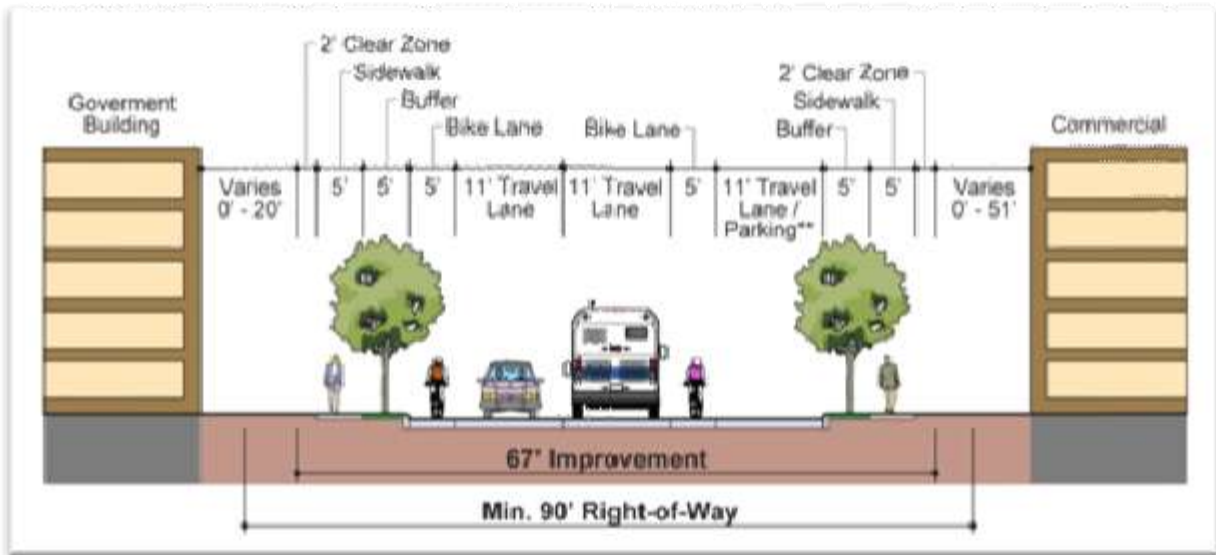 2' Clear Zone
Sidewalk
Buffer
Bike Lane
Goverment
Building
Bike Lane
2' Clear Zone
Sidewalk
Buffer
Commercial
Varies
0' - 20'
5'
5'
5'
11' Travel
Lane
11' Travel
Lane
5'
11' Travel
Lane /
Parking**
5'
5'
Varies
0' - 51'
67' Improvement
Min. 90' Right-of-Way